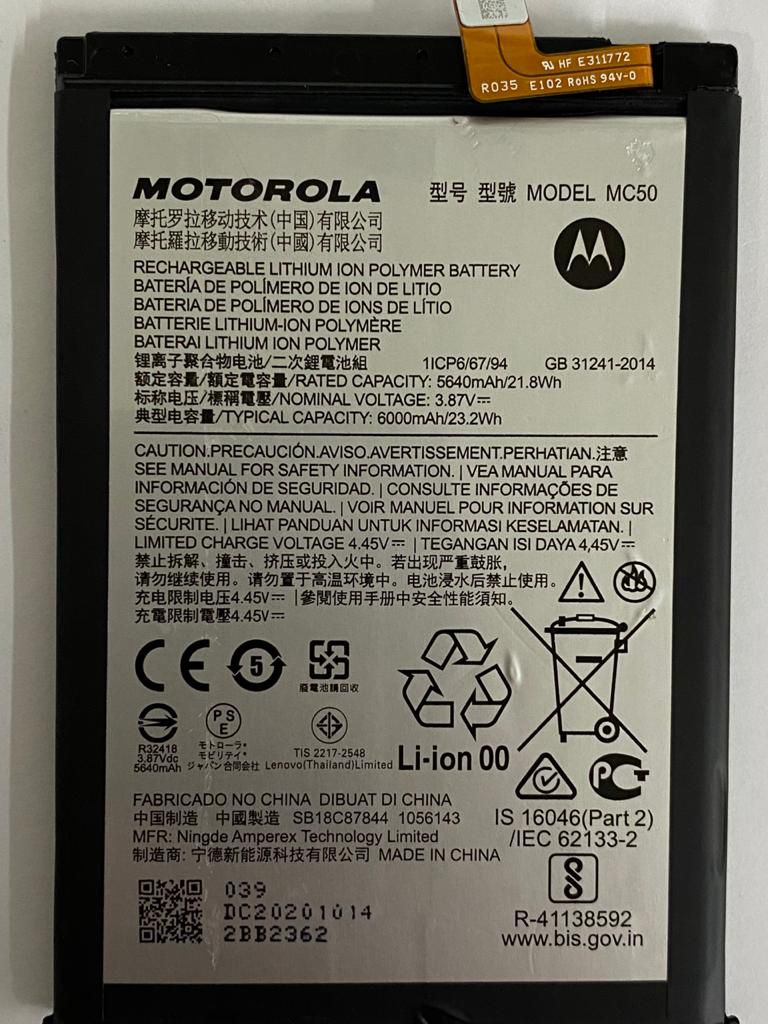 HF E311772
R035 E102 RoHS 94V-0
MOTOROLA 型号 型號 MODEL MC50
摩托罗拉移动技术(中国)有限公司
摩托羅拉移動技術(中國)有限公司
RECHARGEABLE LITHIUM ION POLYMER BATTERY
BATERÍA DE POLÍMERO DE ION DE LITIO
BATERIA DE POLÍMERO DE IONS DE LÍTIO
BATTERIE LITHIUM-ION POLYMÈRE
BATERAI LITHIUM ION POLYMER
锂离子聚合物电池/二次鋰電池組 1ICP6/67/94 GB 31241-2014
额定容量/額定電容量/RATED CAPACITY: 5640mAh/21.8Wh
标称电压/標稱電壓/NOMINAL VOLTAGE: 3.87V⎓
典型电容量/TYPICAL CAPACITY: 6000mAh/23.2Wh
CAUTION.PRECAUCIÓN.AVISO.AVERTISSEMENT.PERHATIAN.注意
SEE MANUAL FOR SAFETY INFORMATION. | VEA MANUAL PARA
INFORMACIÓN DE SEGURIDAD. | CONSULTE INFORMAÇÕES DE
SEGURANÇA NO MANUAL. | VOIR MANUEL POUR INFORMATION SUR
SÉCURITE. | LIHAT PANDUAN UNTUK INFORMASI KESELAMATAN. |
LIMITED CHARGE VOLTAGE 4.45V⎓ | TEGANGAN ISI DAYA 4,45V⎓
禁止拆解、撞击、挤压或投入火中。若出现严重鼓胀，
请勿继续使用。请勿置于高温环境中。电池浸水后禁止使用。
充电限制电压4.45V⎓ |參閱使用手册中安全性能須知。
充電限制電壓4.45V⎓
CE 5 廢電池請回收
R32418
3.87Vdc
5640mAh
PS
E
モトローラ・
モビリティ・
ジャパン合同会社
TIS 2217-2548
Lenovo(Thailand)Limited
Li-ion 00
FABRICADO NO CHINA DIBUAT DI CHINA
中国制造 中國製造 SB18C87844 1056143
MFR: Ningde Amperex Technology Limited
制造商: 宁德新能源科技有限公司 MADE IN CHINA
IS 16046(Part 2)
/IEC 62133-2
039
DC20201014
2BB2362
R-41138592
www.bis.gov.in